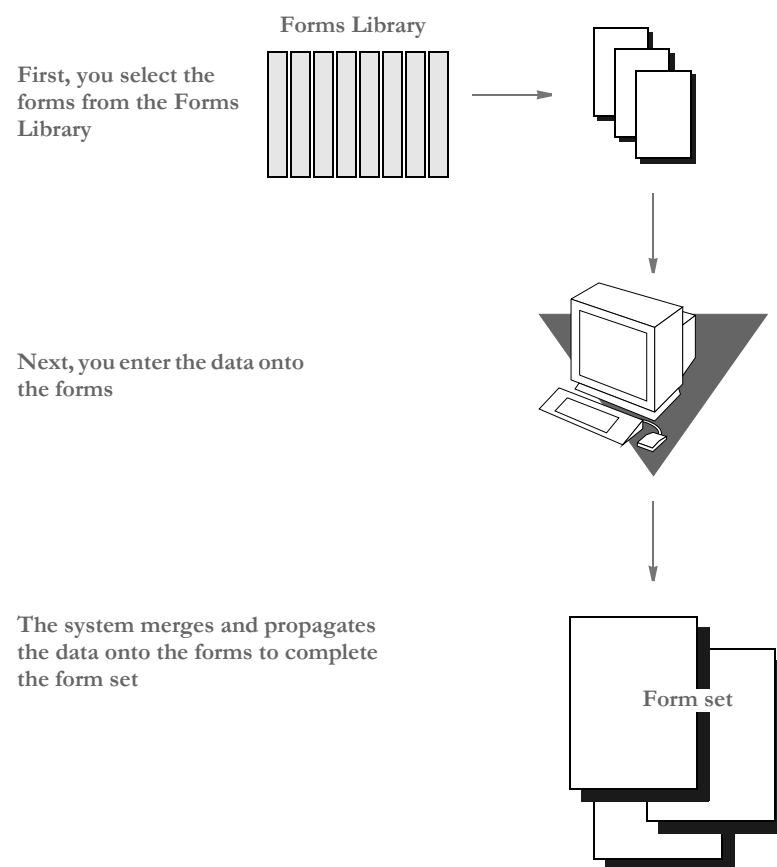 Forms Library
First, you select the
forms from the Forms
Library
Next, you enter the data onto
the forms
The system merges and propagates
the data onto the forms to complete
the form set
Form set